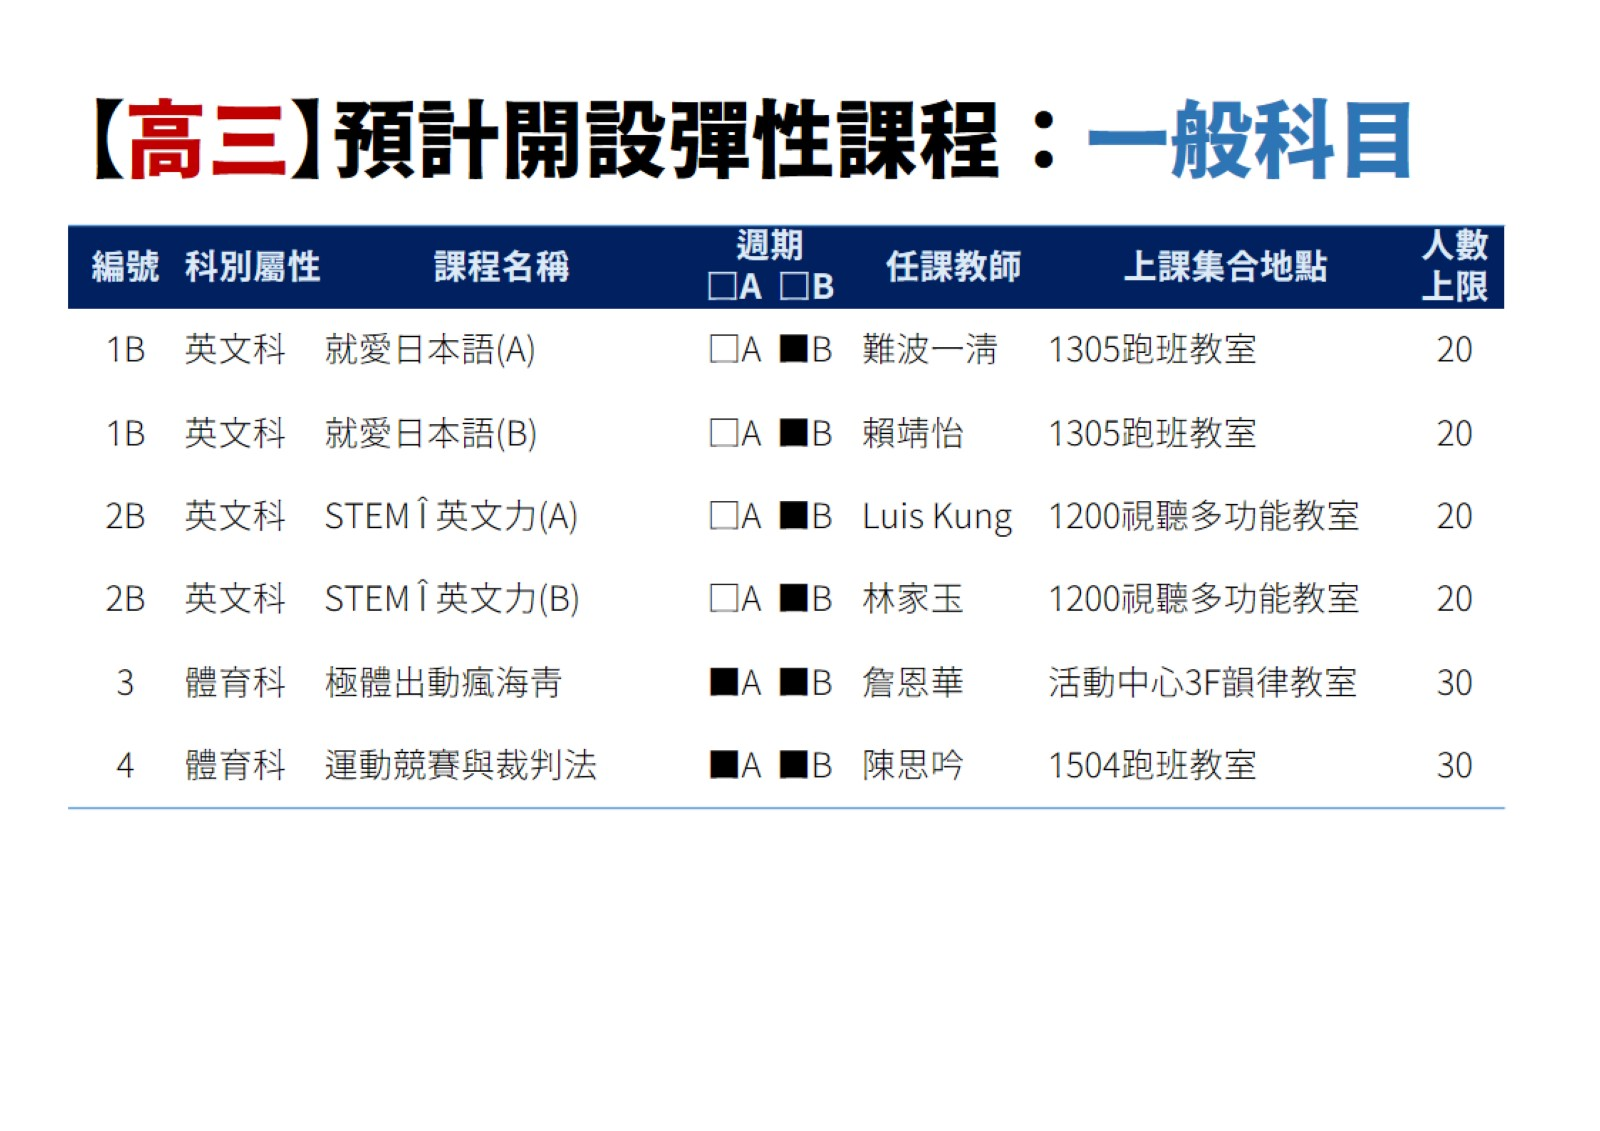 【高三】預計開設彈性課程：一般科目
編號 科別屬性 課程名稱 週期 □A □B 任課教師 上課集合地點 人數上限
1B 英文科 就愛日本語(A) □A ■B 難波一淸 1305跑班教室 20
1B 英文科 就愛日本語(B) □A ■B 賴靖怡 1305跑班教室 20
2B 英文科 STEMÎ英文力(A) □A ■B Luis Kung 1200視聽多功能教室 20
2B 英文科 STEMÎ英文力(B) □A ■B 林家玉 1200視聽多功能教室 20
3 體育科 極體出動瘋海青 ■A ■B 詹恩華 活動中心3F韻律教室 30
4 體育科 運動競賽與裁判法 ■A ■B 陳思吟 1504跑班教室 30